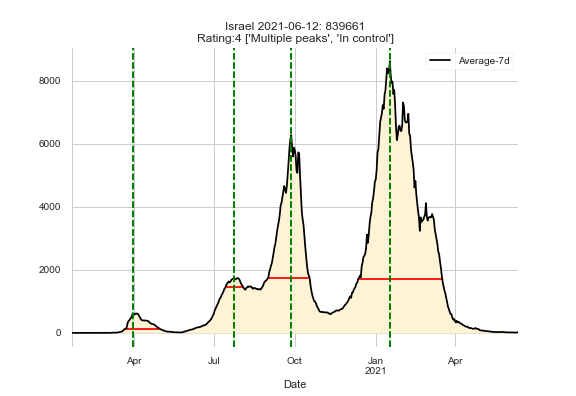 Israel 2021-06-12: 839661
Rating:4 ['Multiple peaks', 'In control']
Average-7d
8000
6000
4000
2000
0
Apr
Jul
Oct
Jan
2021
Apr
Date